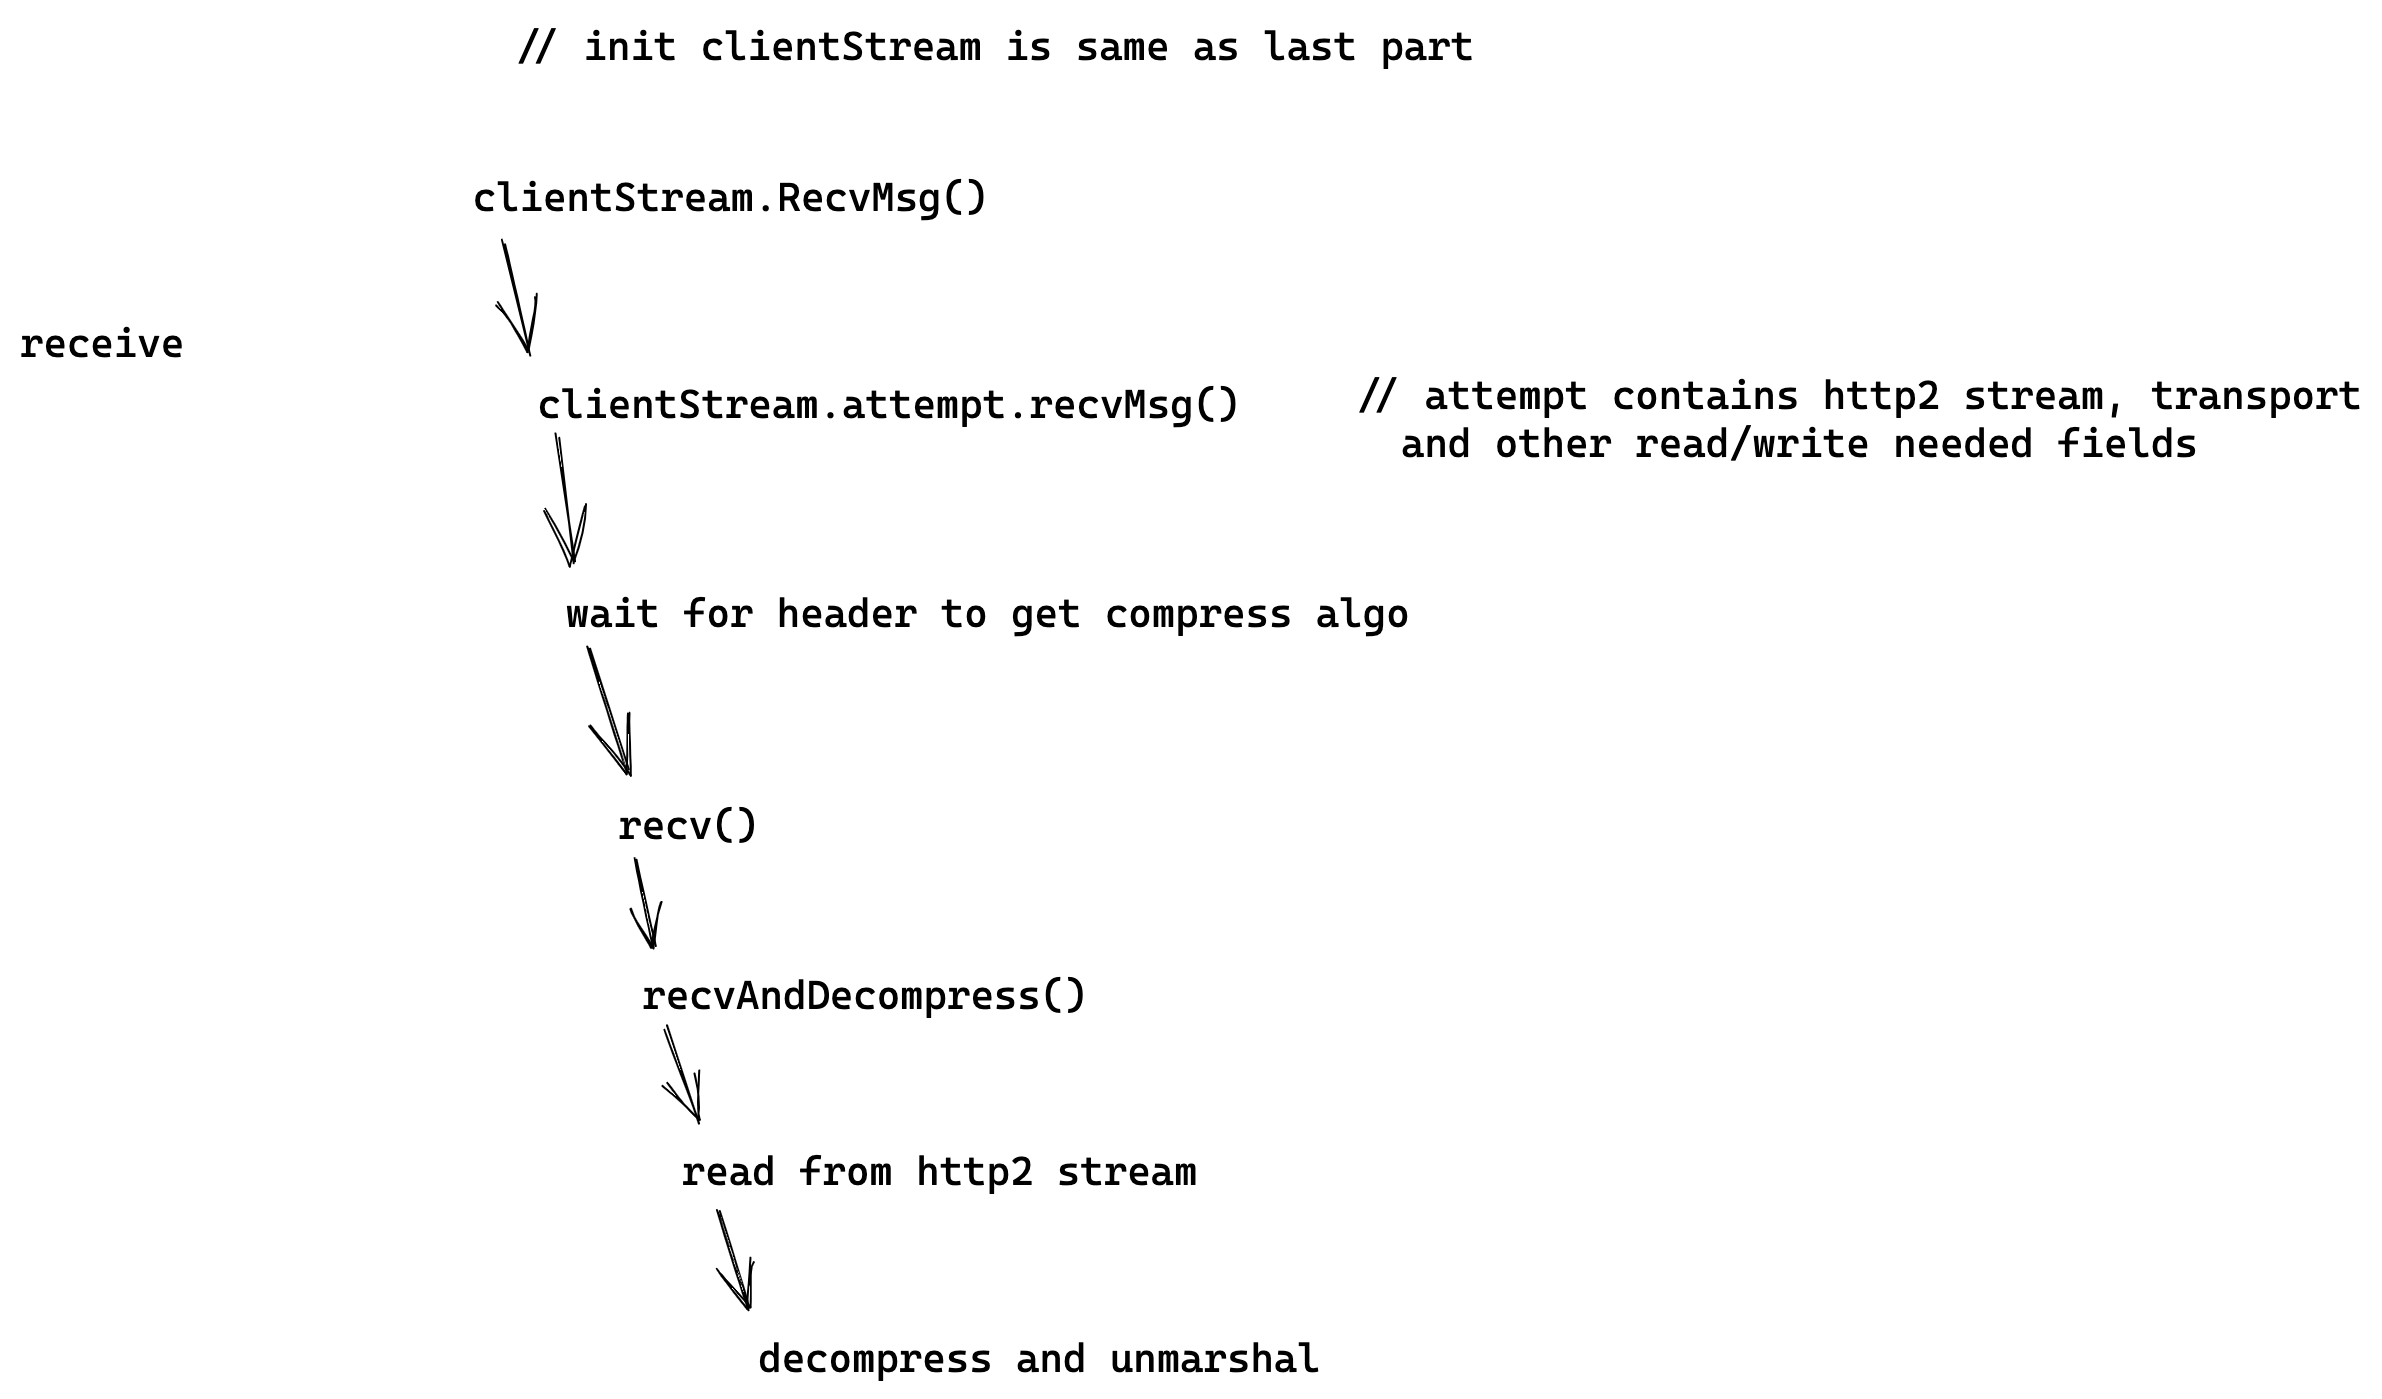 // init clientStream is same as last part
clientStream.RecvMsg()
receive
clientStream.attempt.recvMsg()
// attempt contains http2 stream, transport
and other read/write needed fields
wait for header to get compress algo
recv()
recvAndDecompress()
read from http2 stream
decompress and unmarshal